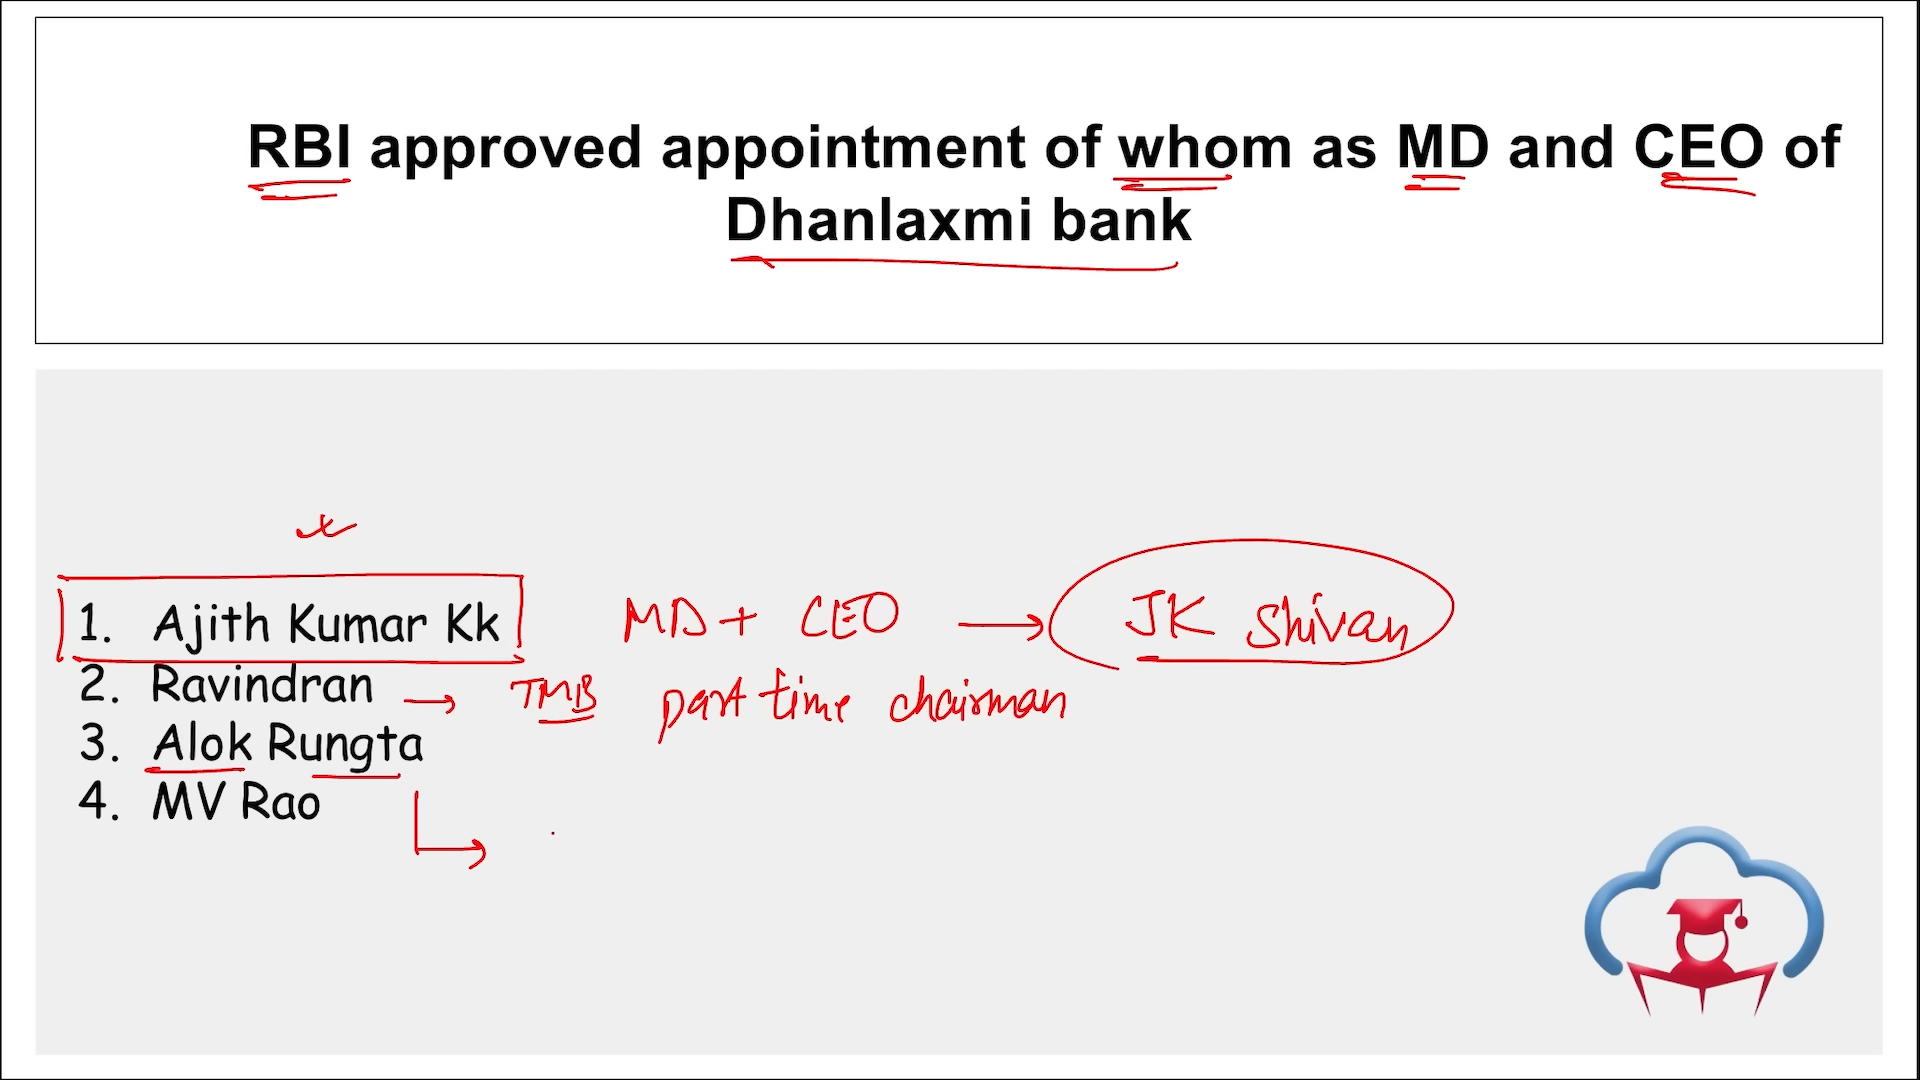 RBI approved appointment of whom as MD and CEO of
Dhanlaxmi bank
1. Ajith Kumar Kk MD + CEO → JK Shivan
2. Ravindran → TMB part time chairman
3. Alok Rungta
4. MV Rao